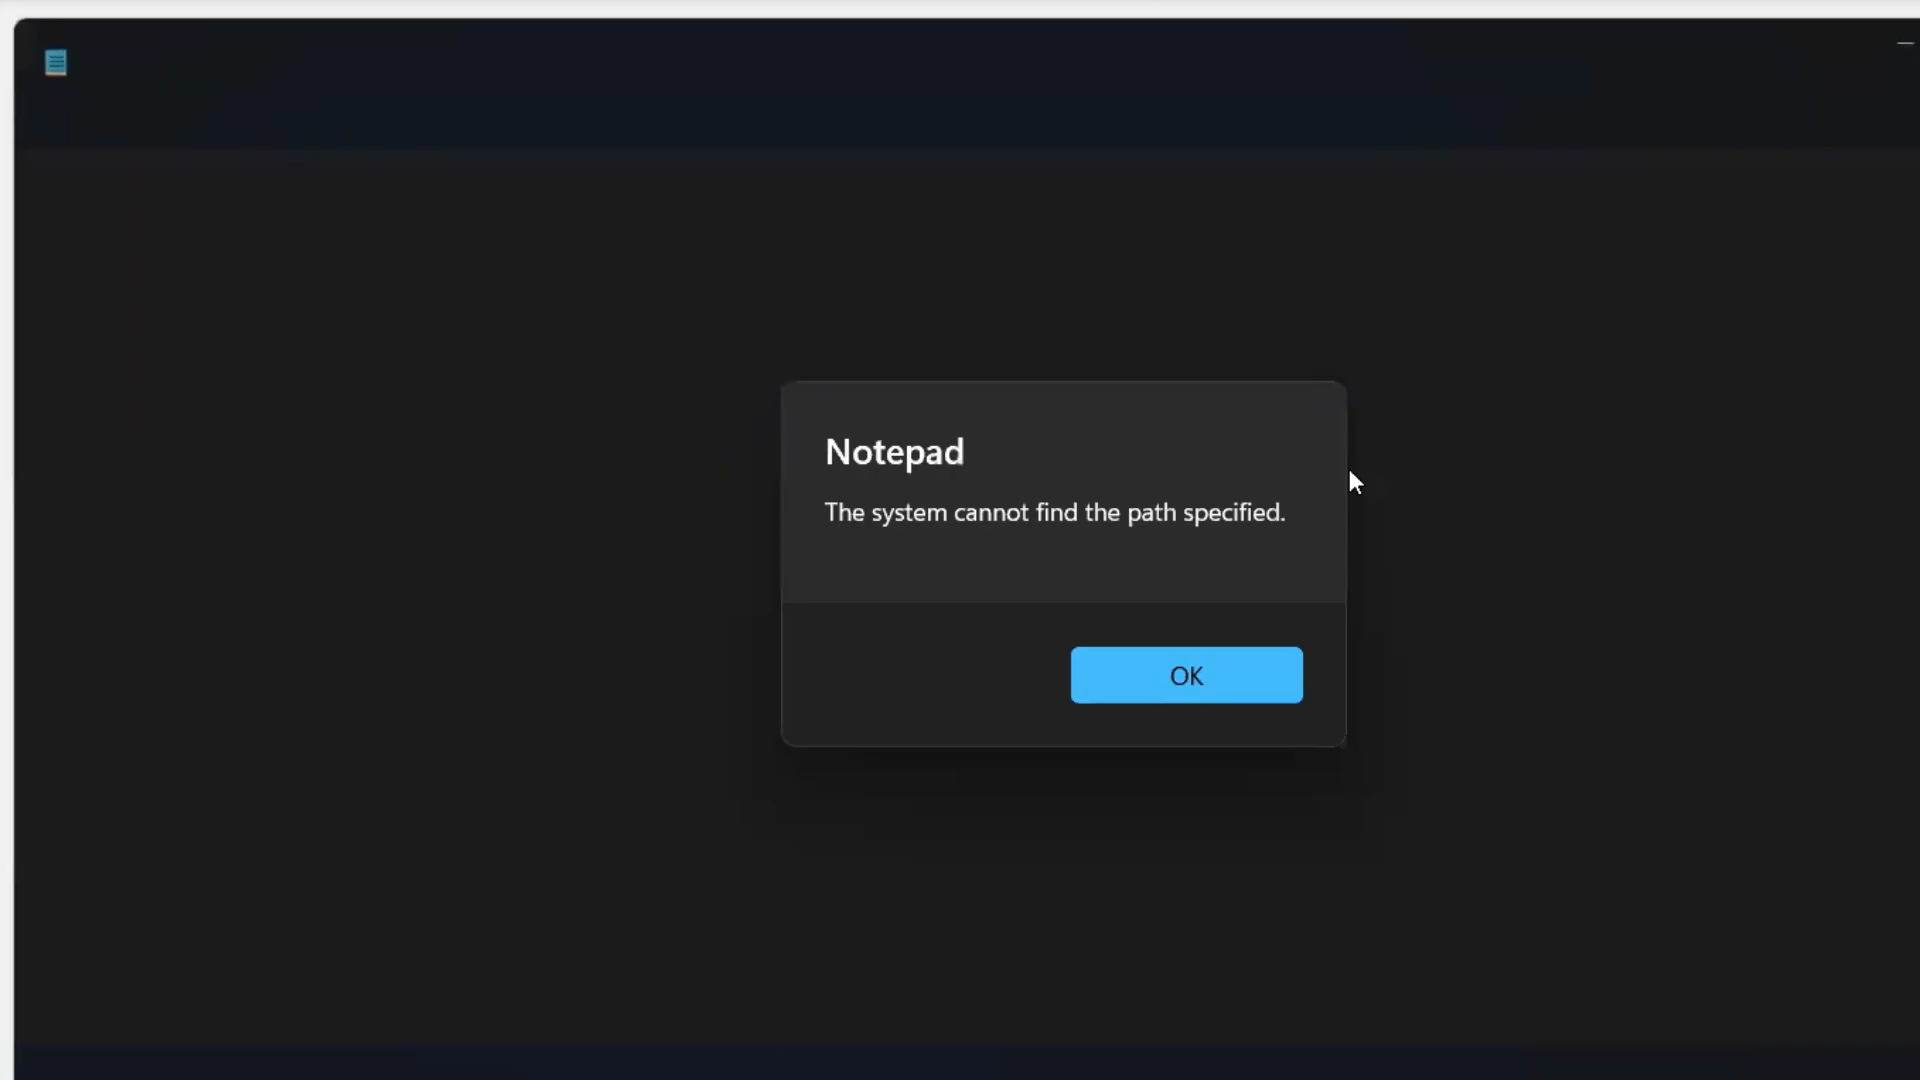 Notepad
The system cannot find the path specified.
OK